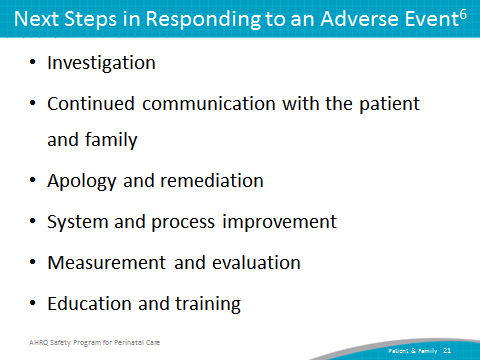 Next Steps in Responding to an Adverse Event6
• Investigation
• Continued communication with the patient
and family
• Apology and remediation
• System and process improvement
• Measurement and evaluation
• Education and training
AHRQ Safety Program for Perinatal Care
Patient & Family 21